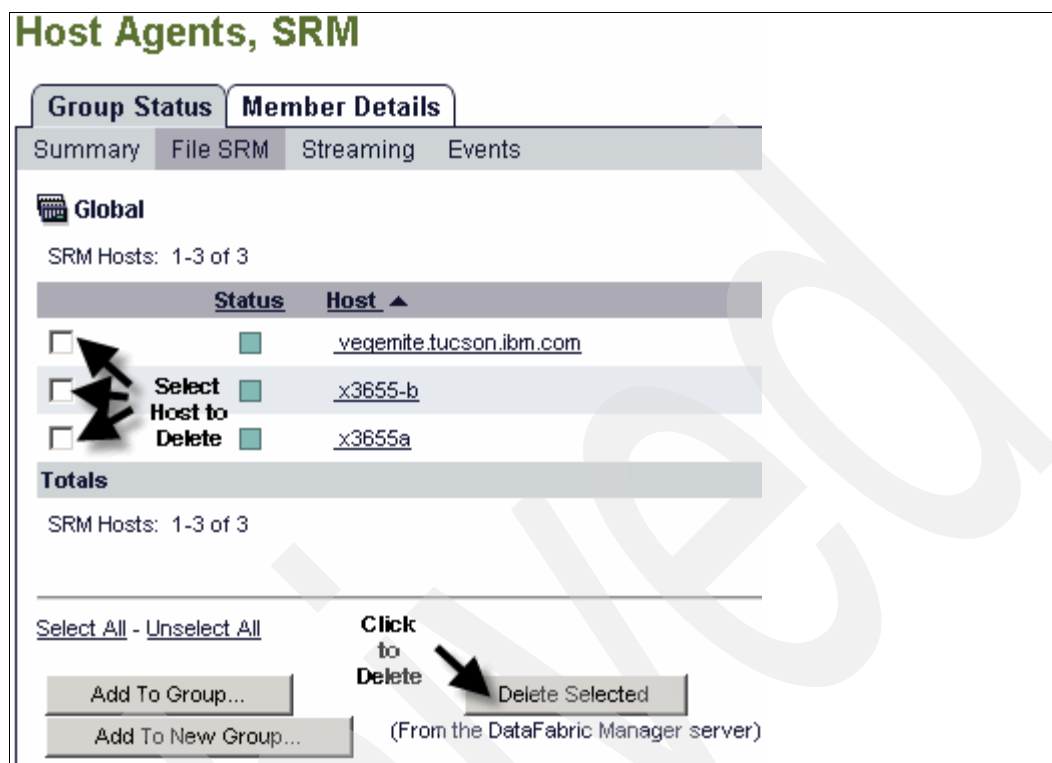 Host Agents, SRM
Group Status Member Details
Summary File SRM Streaming Events
Global
SRM Hosts: 1-3 of 3
Status Host
vegemite.tucson.ibm.com
x3655-b
x3655a
Select
Host to
Delete
Totals
SRM Hosts: 1-3 of 3
Select All - Unselect All
Click
to
Delete
Add To Group... Delete Selected
Add To New Group... (From the DataFabric Manager server)